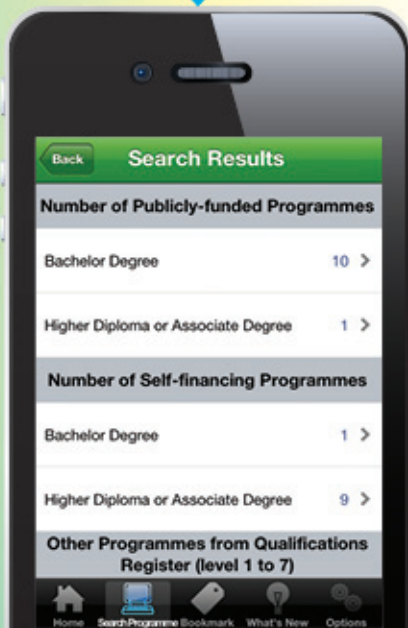 Back Search Results
Number of Publicly-funded Programmes
Bachelor Degree 10 >
Higher Diploma or Associate Degree 1 >
Number of Self-financing Programmes
Bachelor Degree 1 >
Higher Diploma or Associate Degree 9 >
Other Programmes from Qualifications
Register (level 1 to 7)
Home Search Programme Bookmark What's New Options